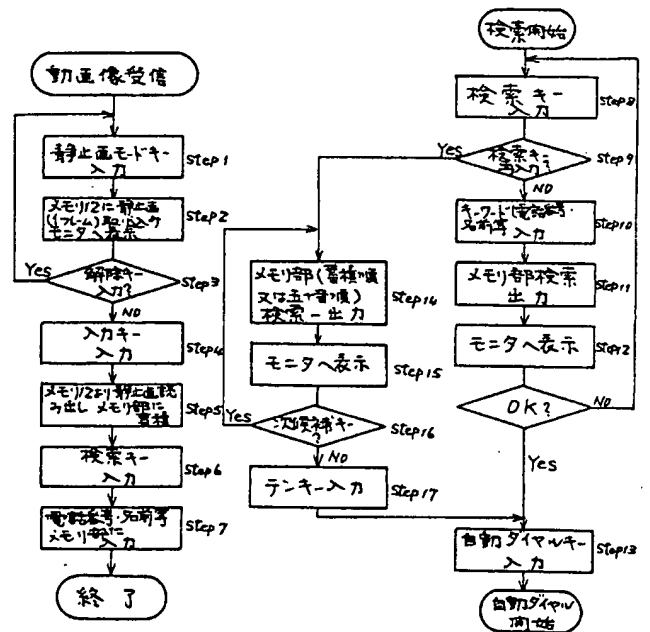 動画像受信
静止画モードキー
入力
Step 1
メモリ12に静止画
(1フレーム)取り込み
モニタへ表示
Step 2
Yes
解除キー
入力?
Step 3
NO
入力キー
入力
Step 4
メモリ12より静止画読
み出し メモリ部に
蓄積
Step 5
検索キー
入力
Step 6
電話番号・名前等
メモリ部に
入力
Step 7
終了
検索開始
検索キー
入力
Step 8
Yes
検索キー
再入力?
Step 9
NO
キーワード(電話番号・
名前等
入力
Step 10
メモリ部検索
出力
Step 11
モニタへ表示
Step 12
OK?
NO
Yes
メモリ部(蓄積順
又は五十音順)
検索-出力
Step 14
モニタへ表示
Step 15
Yes
次候補キー
?
Step 16
NO
テンキー入力
Step 17
自動ダイヤルキー
入力
Step 13
自動ダイヤル
開始